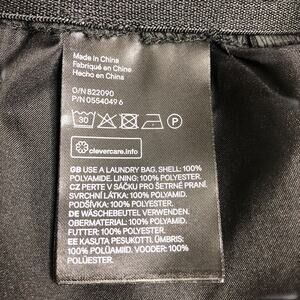 Made in China
Fabriqué en Chine
Hecho en China
O/N 822090
P/N 0554049 6
30
P
clevercare.info
GB USE A LAUNDRY BAG. SHELL: 100%
POLYAMIDE. LINING: 100% POLYESTER.
CZ PERTE V SÁČKU PRO ŠETRNÉ PRANÍ.
SVRCHNÍ LÁTKA: 100% POLYAMID.
PODŠÍVKA: 100% POLYESTER.
DE WÄSCHEBEUTEL VERWENDEN.
OBERMATERIAL: 100% POLYAMID.
FUTTER: 100% POLYESTER.
EE KASUTA PESUKOTTI. ÜMBRIS:
100% POLÜAMIID. VOODER: 100%
POLÜESTER.